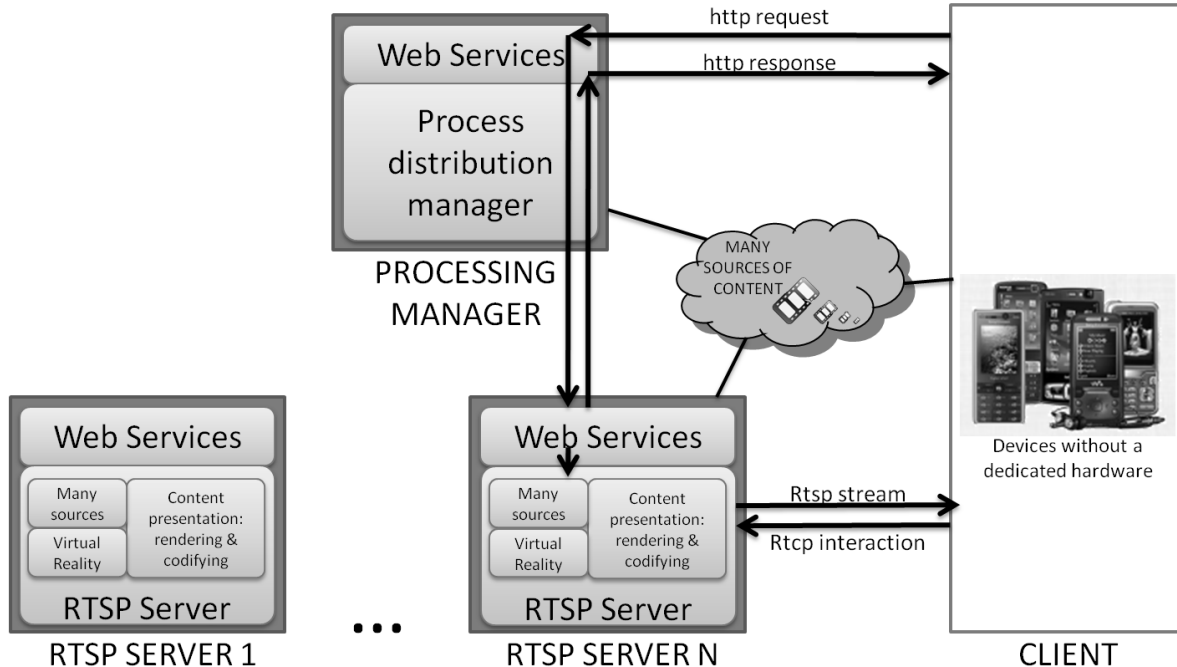 http request
Web Services
http response
Process
distribution
manager
PROCESSING
MANAGER
MANY
SOURCES OF
CONTENT
Devices without a
dedicated hardware
Web Services
Many
sources
Content
presentation:
rendering &
codifying
Virtual
Reality
RTSP Server
RTSP SERVER 1
...
Web Services
Many
sources
Content
presentation:
rendering &
codifying
Virtual
Reality
RTSP Server
RTSP SERVER N
Rtsp stream
Rtcp interaction
CLIENT